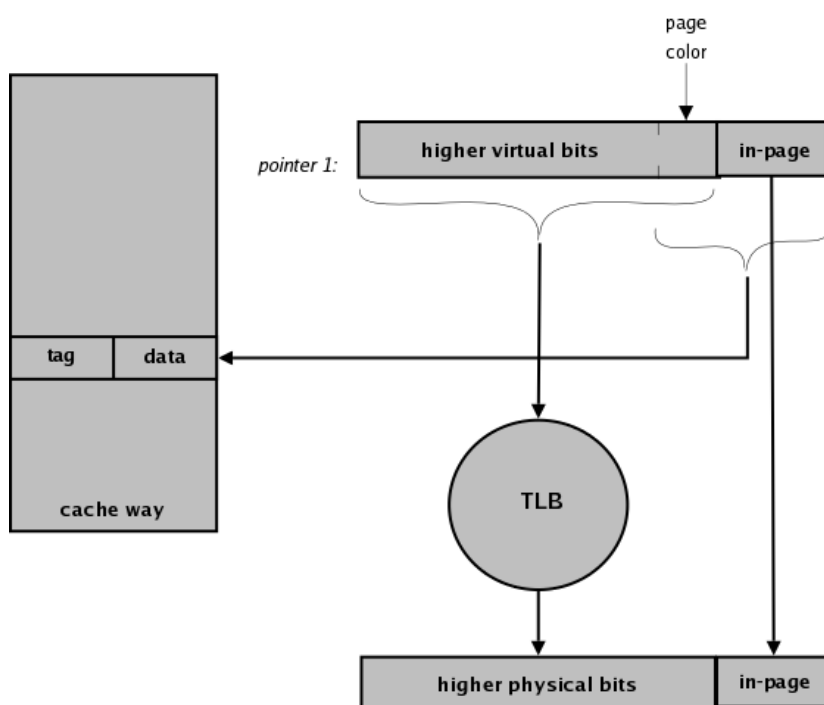 page
color
higher virtual bits
in-page
pointer 1:
tag
data
TLB
cache way
higher physical bits
in-page